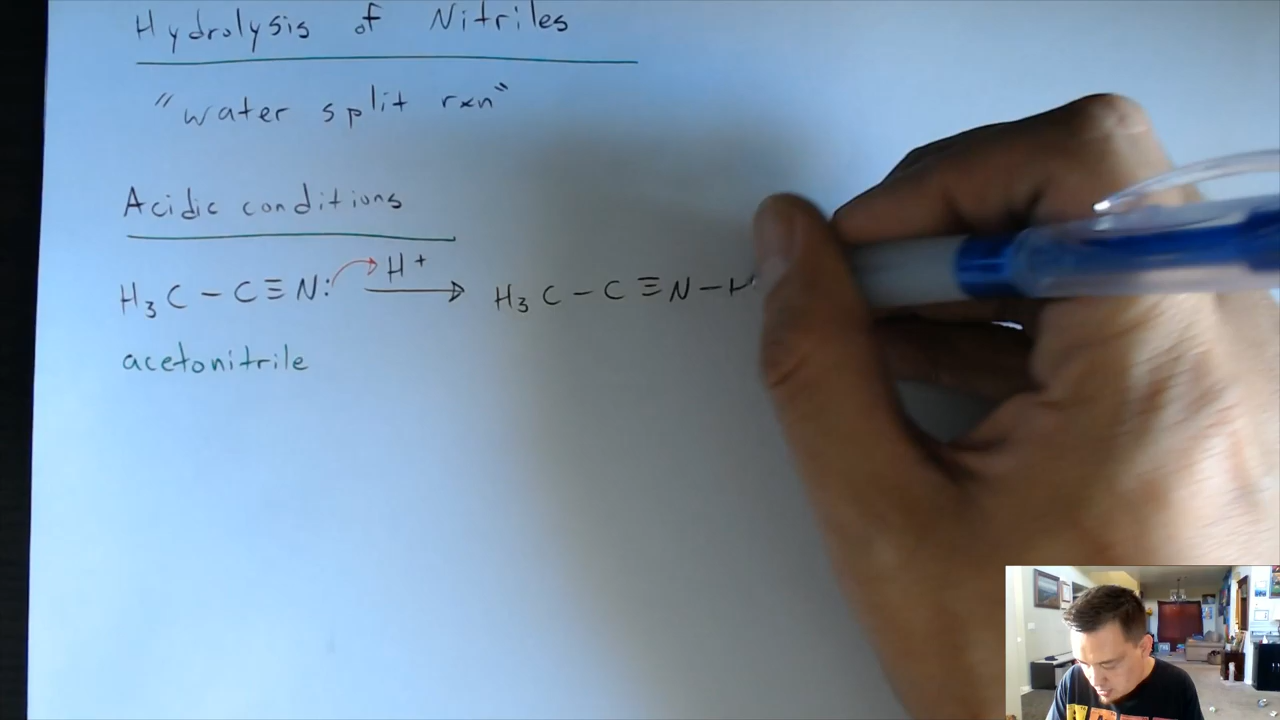 Hydrolysis of Nitriles
"water split rxn"
Acidic conditions
H₃C – C≡N: H⁺ → H₃C – C≡N – H
acetonitrile